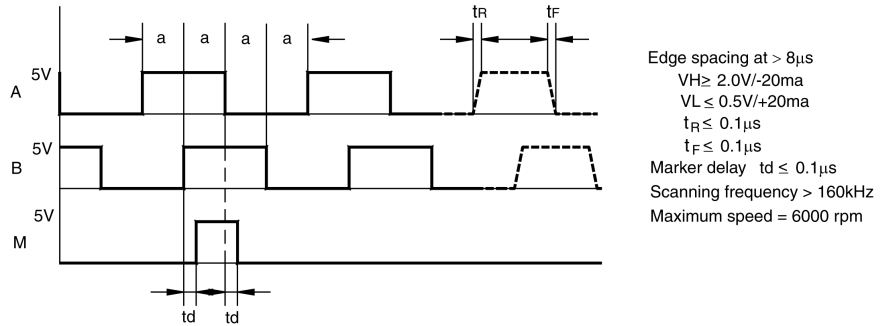 tR tF
a a a a
5V
A
5V
B
5V
M
td td
Edge spacing at > 8µs
VH≥ 2.0V/-20ma
VL ≤ 0.5V/+20ma
tR ≤ 0.1µs
tF ≤ 0.1µs
Marker delay td ≤ 0.1µs
Scanning frequency > 160kHz
Maximum speed = 6000 rpm